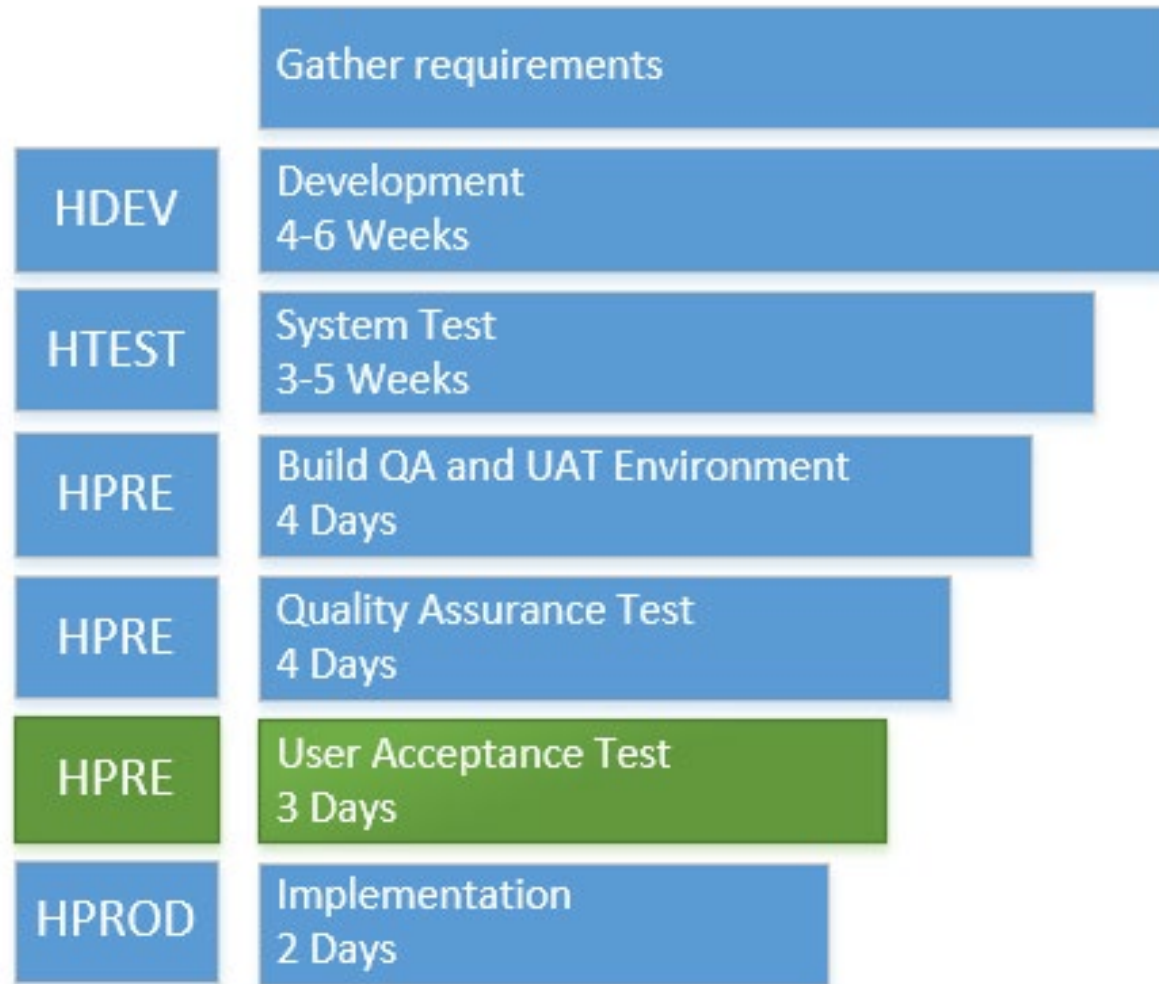 Gather requirements
HDEV
Development
4-6 Weeks
HTEST
System Test
3-5 Weeks
HPRE
Build QA and UAT Environment
4 Days
HPRE
Quality Assurance Test
4 Days
HPRE
User Acceptance Test
3 Days
HPROD
Implementation
2 Days